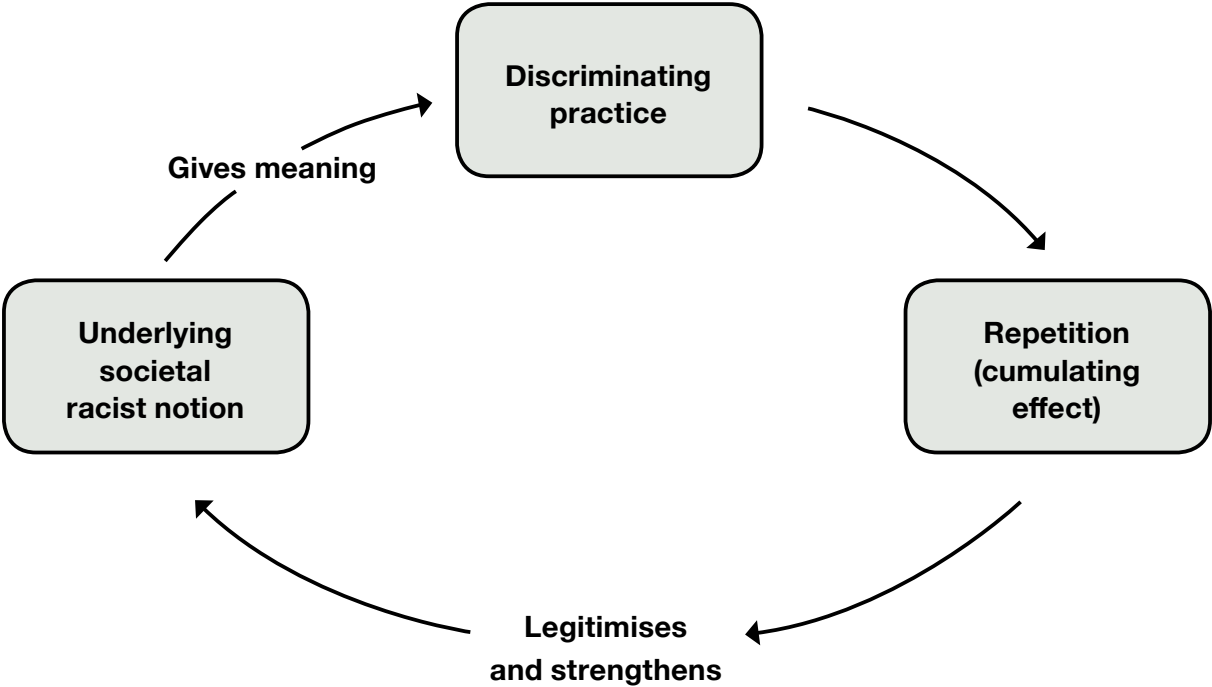 Discriminating
practice
Gives meaning
Underlying
societal
racist notion
Repetition
(cumulating
effect)
Legitimises
and strengthens